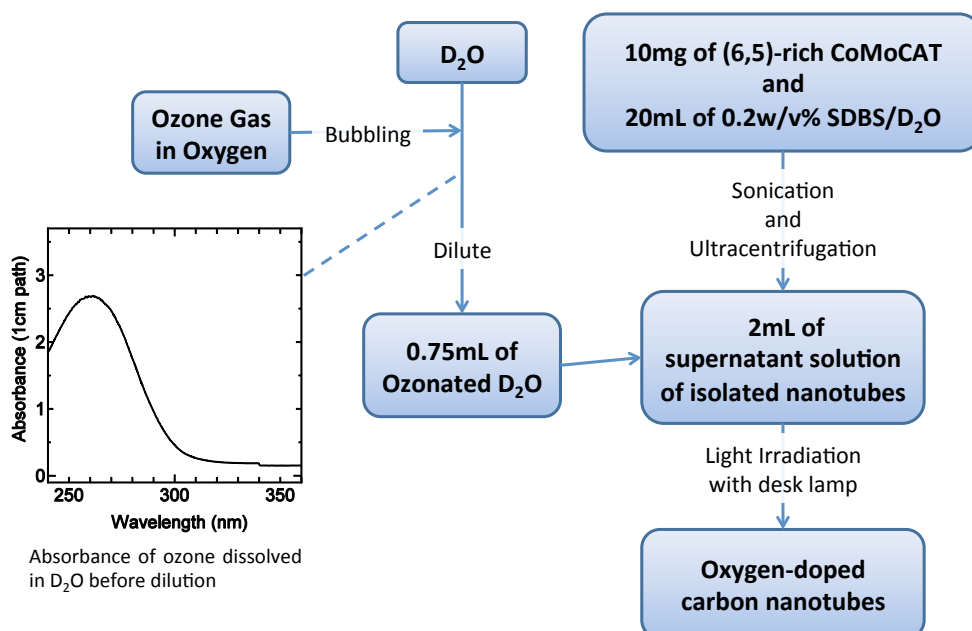 D₂O
10mg of (6,5)-rich CoMoCAT
and
20mL of 0.2w/v% SDBS/D₂O
Ozone Gas
in Oxygen
Bubbling
Sonication
and
Ultracentrifugation
Dilute
0.75mL of
Ozonated D₂O
2mL of
supernatant solution
of isolated nanotubes
Light Irradiation
with desk lamp
Oxygen-doped
carbon nanotubes
Absorbance (1cm path)
3
2
1
0
250
300
350
Wavelength (nm)
Absorbance of ozone dissolved
in D₂O before dilution